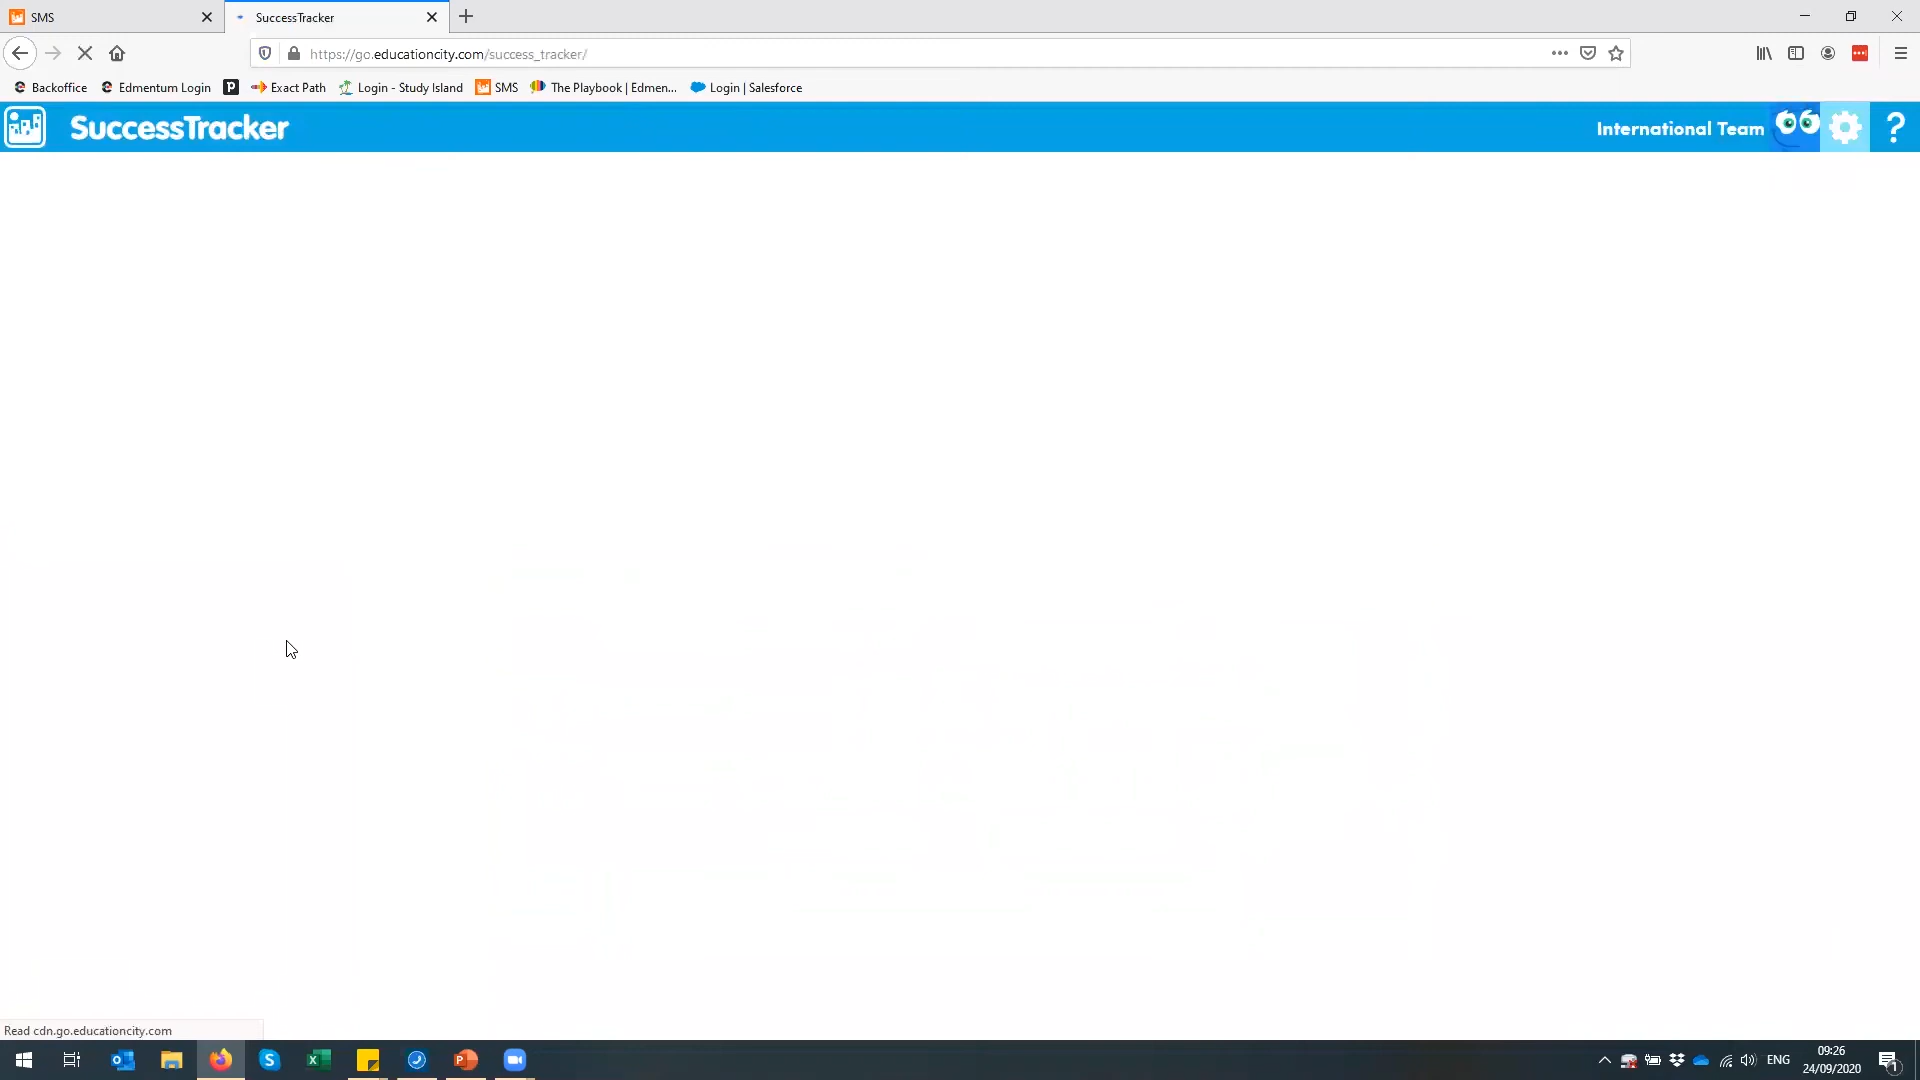 SMS
SuccessTracker
https://go.educationcity.com/success_tracker/
Backoffice
Edmentum Login
Exact Path
Login - Study Island
SMS
The Playbook | Edmen...
Login | Salesforce
SuccessTracker
International Team
?
Read cdn.go.educationcity.com
ENG
09:26
24/09/2020
1